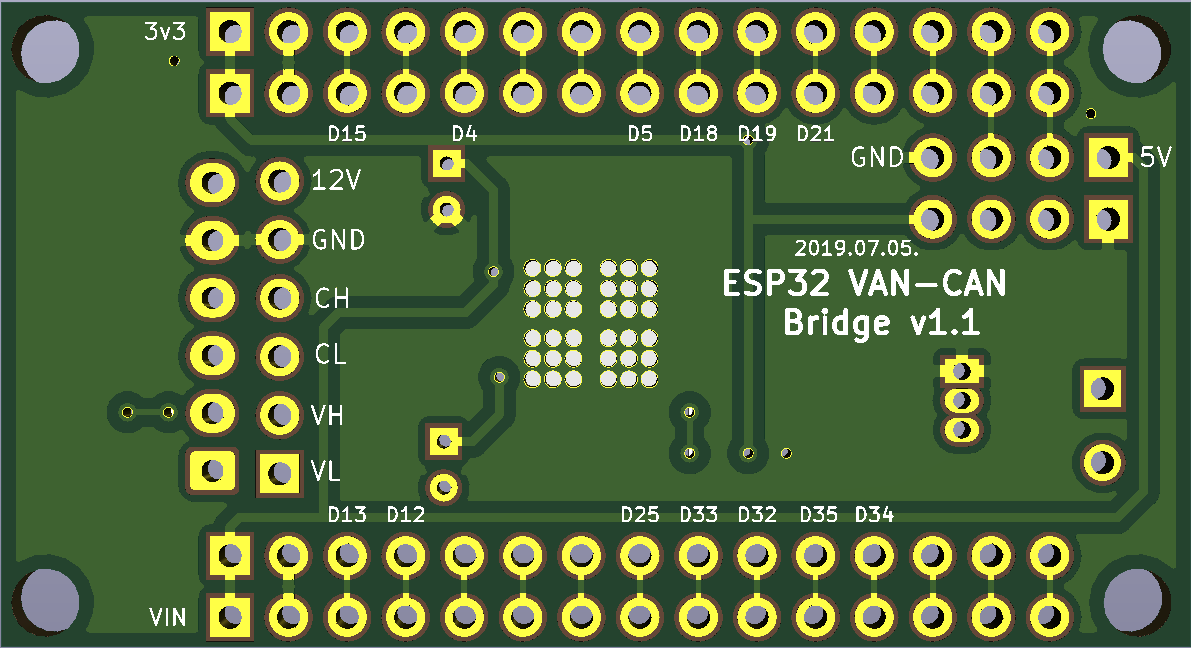 3v3
D15 D4 D5 D18 D19 D21
GND 5V
12V
GND
2019.07.05.
ESP32 VAN-CAN
Bridge v1.1
CH
CL
VH
VL
D13 D12 D25 D33 D32 D35 D34
VIN